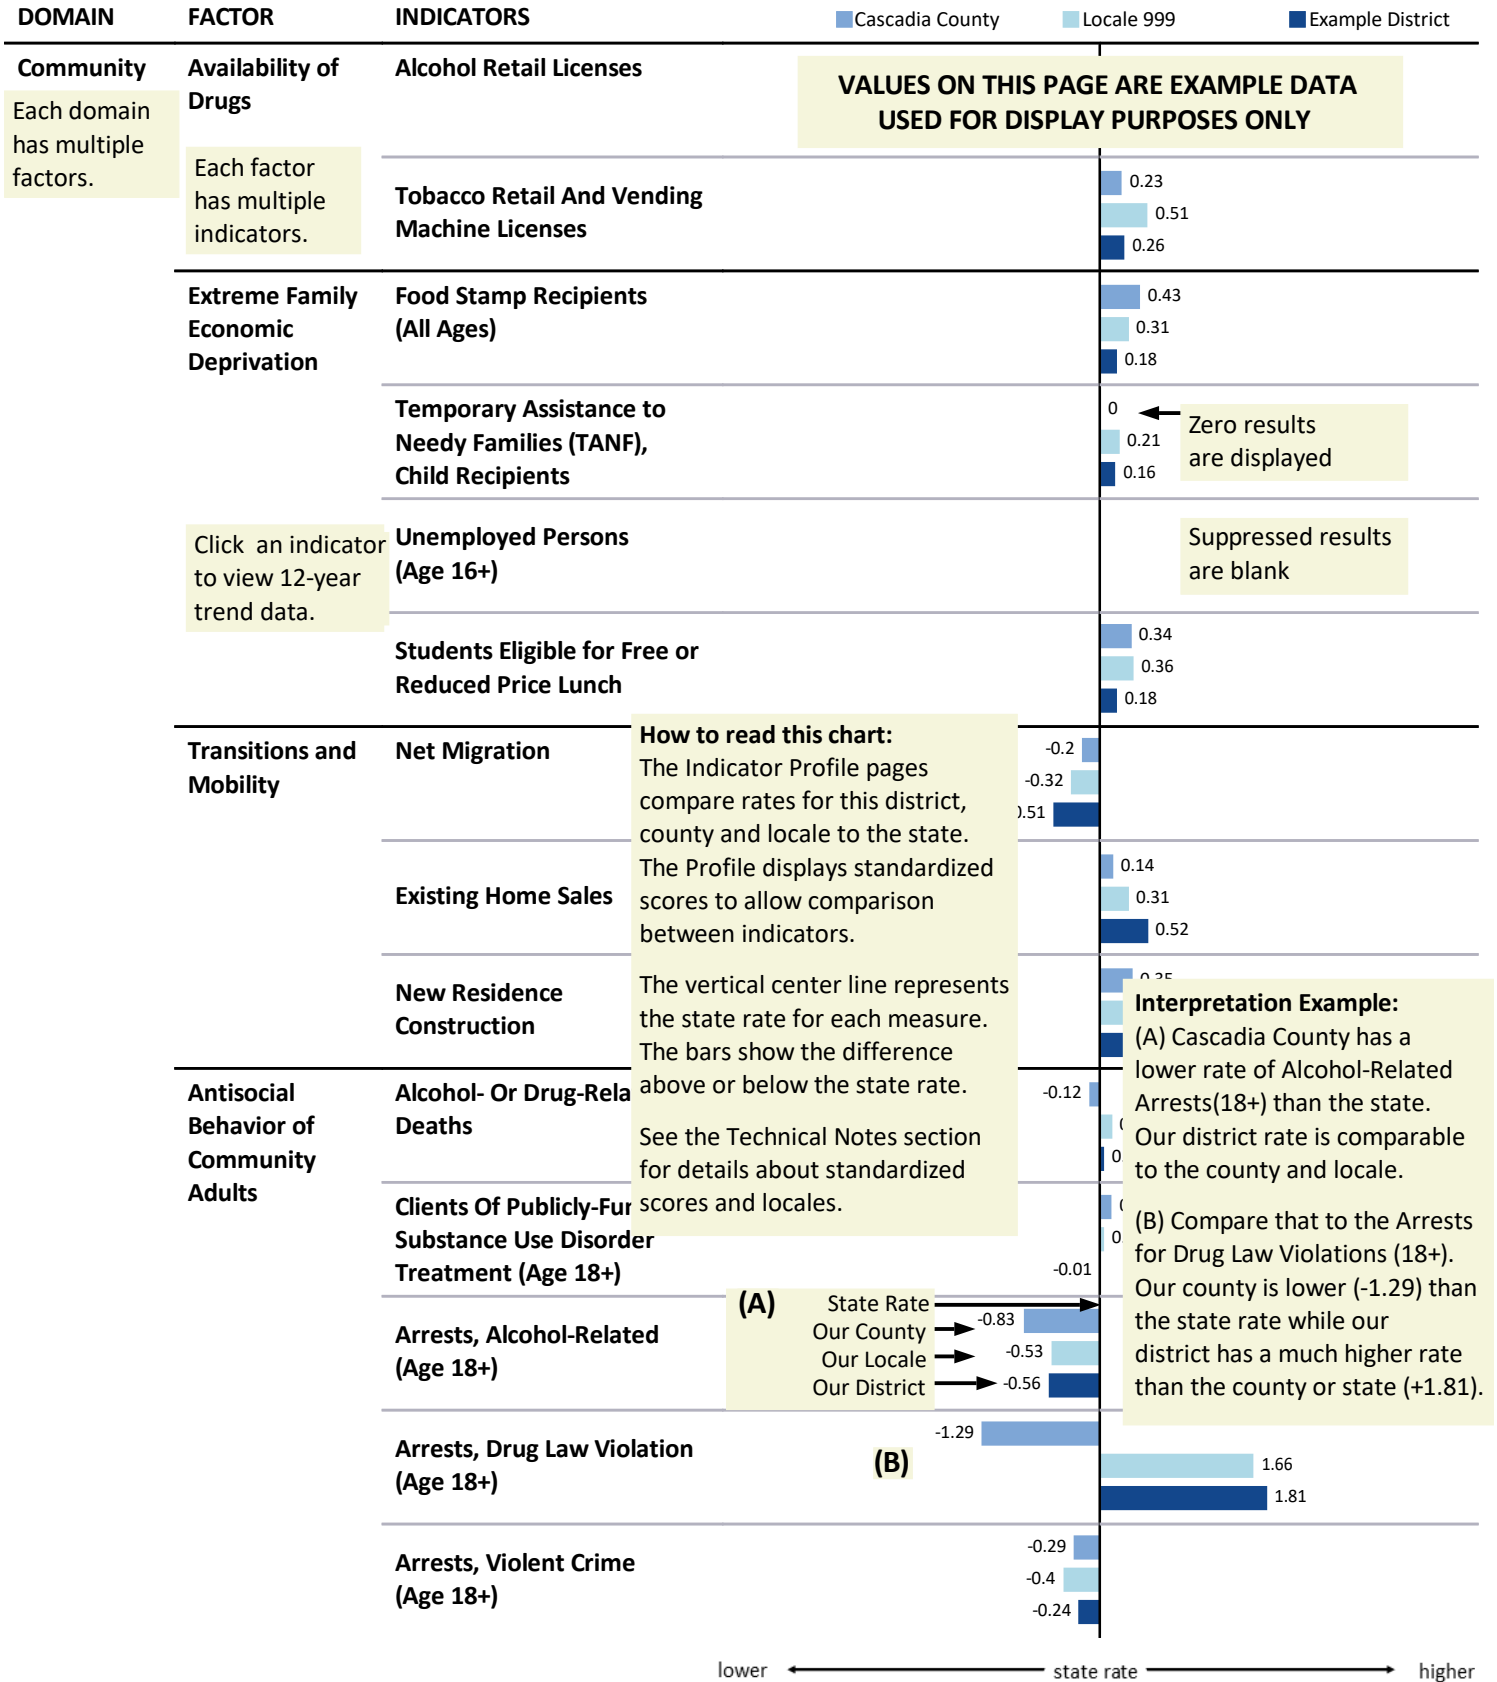 DOMAIN FACTOR INDICATORS Cascadia County Locale 999 Example District
Community
Each domain
has multiple
factors.
Availability of
Drugs
Each factor
has multiple
indicators.
Alcohol Retail Licenses
VALUES ON THIS PAGE ARE EXAMPLE DATA
USED FOR DISPLAY PURPOSES ONLY
Tobacco Retail And Vending
Machine Licenses
0.23
0.51
0.26
Extreme Family
Economic
Deprivation
Food Stamp Recipients
(All Ages)
0.43
0.31
0.18
Temporary Assistance to
Needy Families (TANF),
Child Recipients
0
0.21
0.16
Zero results
are displayed
Click an indicator
to view 12-year
trend data.
Unemployed Persons
(Age 16+)
Suppressed results
are blank
Students Eligible for Free or
Reduced Price Lunch
0.34
0.36
0.18
Transitions and
Mobility
Net Migration
-0.2
-0.32
.51
How to read this chart:
The Indicator Profile pages
compare rates for this district,
county and locale to the state.
The Profile displays standardized
scores to allow comparison
between indicators.
The vertical center line represents
the state rate for each measure.
The bars show the difference
above or below the state rate.
See the Technical Notes section
for details about standardized
scores and locales.
Existing Home Sales
0.14
0.31
0.52
New Residence
Construction
Interpretation Example:
(A) Cascadia County has a
lower rate of Alcohol-Related
Arrests(18+) than the state.
Our district rate is comparable
to the county and locale.
(B) Compare that to the Arrests
for Drug Law Violations (18+).
Our county is lower (-1.29) than
the state rate while our
district has a much higher rate
than the county or state (+1.81).
Antisocial
Behavior of
Community
Adults
Alcohol- Or Drug-Rela
Deaths
-0.12
0.
Clients Of Publicly-Fu
Substance Use Disorder
Treatment (Age 18+)
0.
-0.01
Arrests, Alcohol-Related
(Age 18+)
(A) State Rate
Our County
Our Locale
Our District
-0.83
-0.53
-0.56
Arrests, Drug Law Violation
(Age 18+)
(B)
-1.29
1.66
1.81
Arrests, Violent Crime
(Age 18+)
-0.29
-0.4
-0.24
lower state rate higher